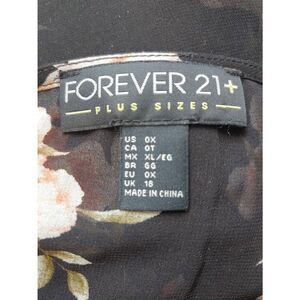 FOREVER 21+
PLUS SIZES
US 0X
CA 0T
MX XL/EG
BR GG
EU 0X
UK 18
MADE IN CHINA